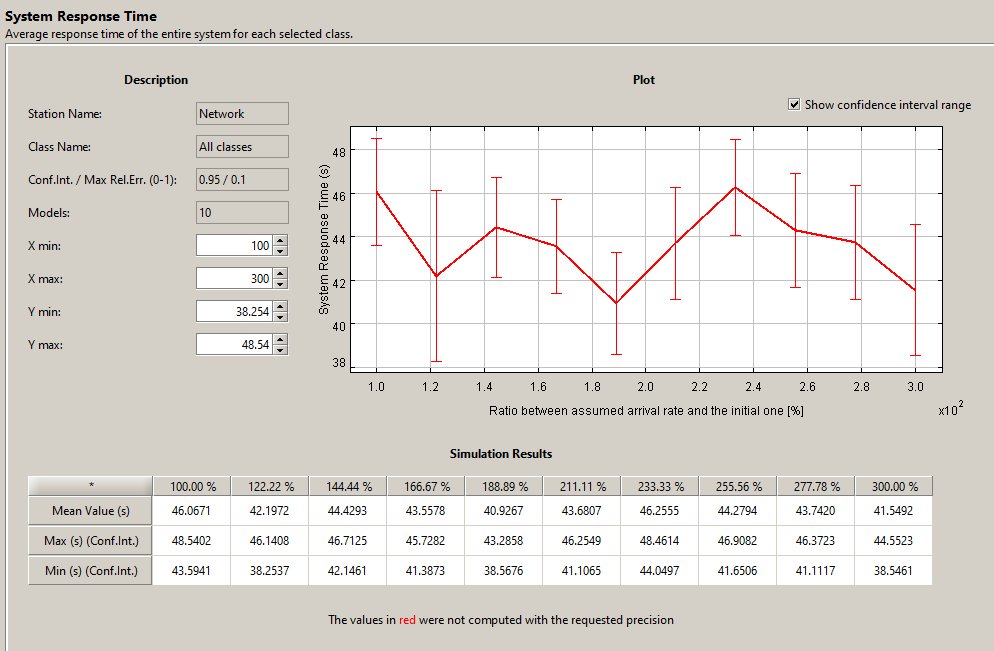 System Response Time
Average response time of the entire system for each selected class.
Description
Station Name: Network
Class Name: All classes
Conf.Int. / Max Rel.Err. (0-1): 0.95 / 0.1
Models: 10
X min: 100
X max: 300
Y min: 38.254
Y max: 48.54
Plot
Show confidence interval range
System Response Time (s)
48
46
44
42
40
38
1.0 1.2 1.4 1.6 1.8 2.0 2.2 2.4 2.6 2.8 3.0
Ratio between assumed arrival rate and the initial one [%] x10^2
Simulation Results
* 100.00 % 122.22 % 144.44 % 166.67 % 188.89 % 211.11 % 233.33 % 255.56 % 277.78 % 300.00 %
Mean Value (s) 46.0671 42.1972 44.4293 43.5578 40.9267 43.6807 46.2555 44.2794 43.7420 41.5492
Max (s) (Conf.Int.) 48.5402 46.1408 46.7125 45.7282 43.2858 46.2549 48.4614 46.9082 46.3723 44.5523
Min (s) (Conf.Int.) 43.5941 38.2537 42.1461 41.3873 38.5676 41.1065 44.0497 41.6506 41.1117 38.5461
The values in red were not computed with the requested precision